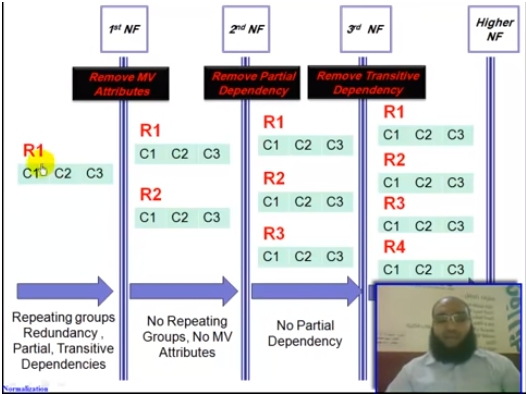 1st NF
2nd NF
3rd NF
Higher
NF
Remove MV
Attributes
Remove Partial
Dependency
Remove Transitive
Dependency
R1
C1 C2 C3
R1
C1 C2 C3
R2
C1 C2 C3
R1
C1 C2 C3
R2
C1 C2 C3
R3
C1 C2 C3
R1
C1 C2 C3
R2
C1 C2 C3
R3
C1 C2 C3
R4
C1 C2 C3
Repeating groups
Redundancy ,
Partial, Transitive
Dependencies
No Repeating
Groups, No MV
Attributes
No Partial
Dependency
Normalization